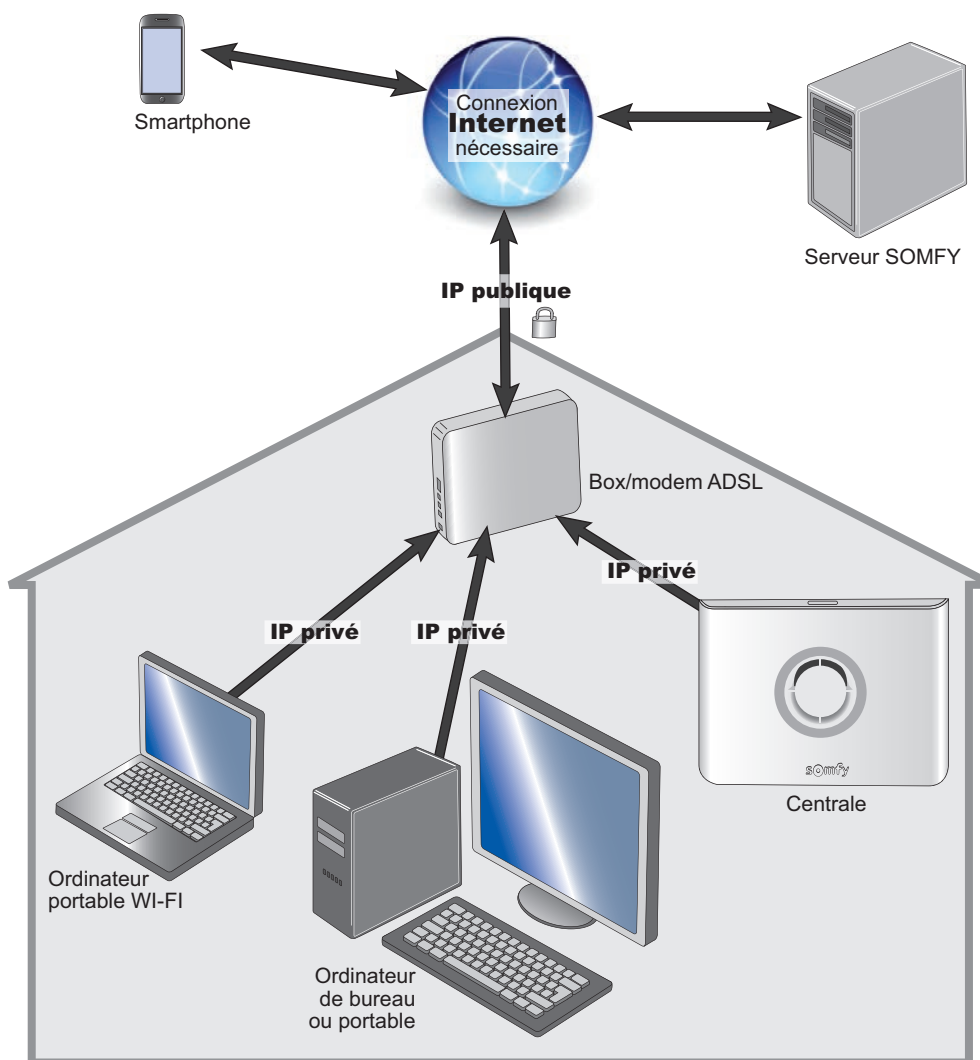 Smartphone
Connexion
Internet
nécessaire
Serveur SOMFY
IP publique
Box/modem ADSL
IP privé
IP privé
IP privé
somfy
Centrale
Ordinateur
portable WI-FI
Ordinateur
de bureau
ou portable